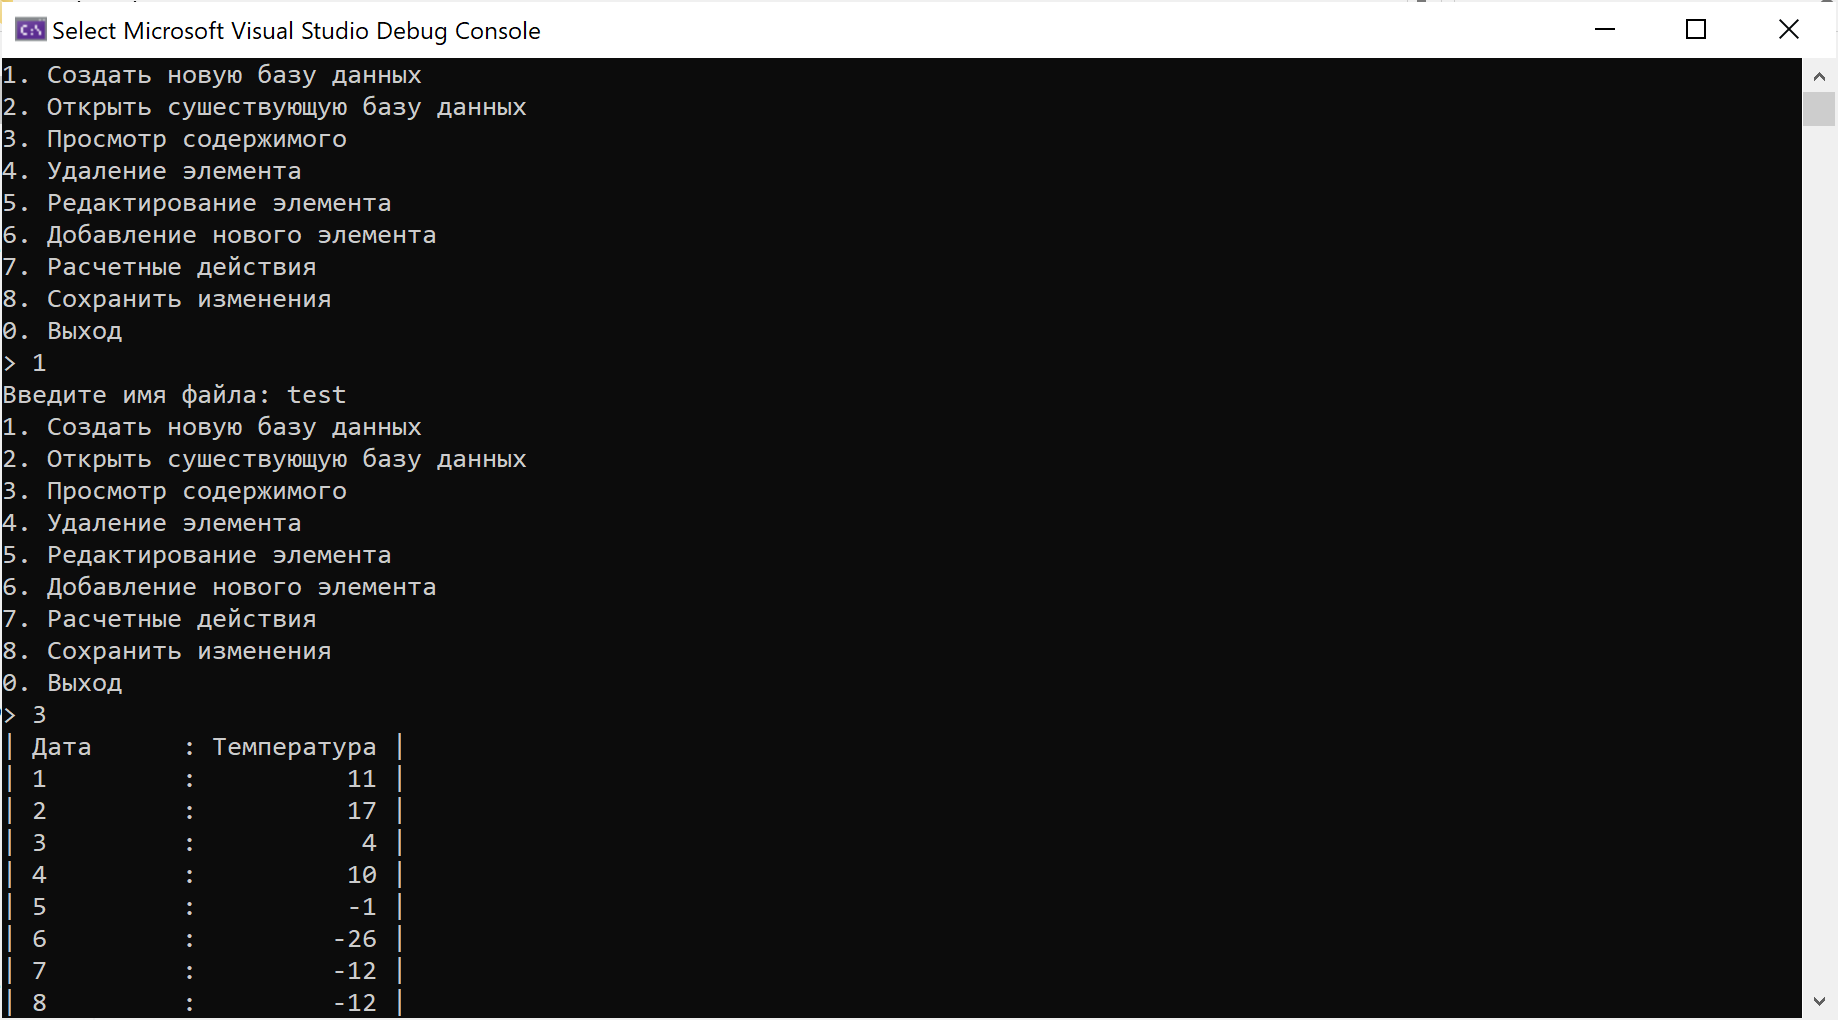 Select Microsoft Visual Studio Debug Console
1. Создать новую базу данных
2. Открыть сушествующую базу данных
3. Просмотр содержимого
4. Удаление элемента
5. Редактирование элемента
6. Добавление нового элемента
7. Расчетные действия
8. Сохранить изменения
0. Выход
> 1
Введите имя файла: test
1. Создать новую базу данных
2. Открыть сушествующую базу данных
3. Просмотр содержимого
4. Удаление элемента
5. Редактирование элемента
6. Добавление нового элемента
7. Расчетные действия
8. Сохранить изменения
0. Выход
> 3
| Дата : Температура |
| 1 : 11 |
| 2 : 17 |
| 3 : 4 |
| 4 : 10 |
| 5 : -1 |
| 6 : -26 |
| 7 : -12 |
| 8 : -12 |